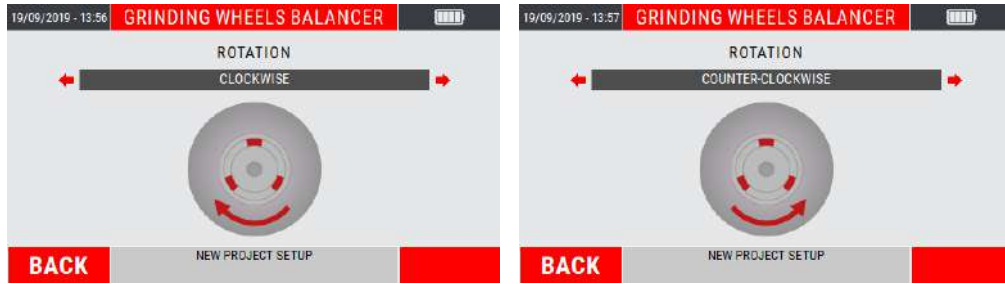 19/09/2019 - 13:56 GRINDING WHEELS BALANCER
ROTATION
CLOCKWISE
BACK NEW PROJECT SETUP
19/09/2019 - 13:57 GRINDING WHEELS BALANCER
ROTATION
COUNTER-CLOCKWISE
BACK NEW PROJECT SETUP